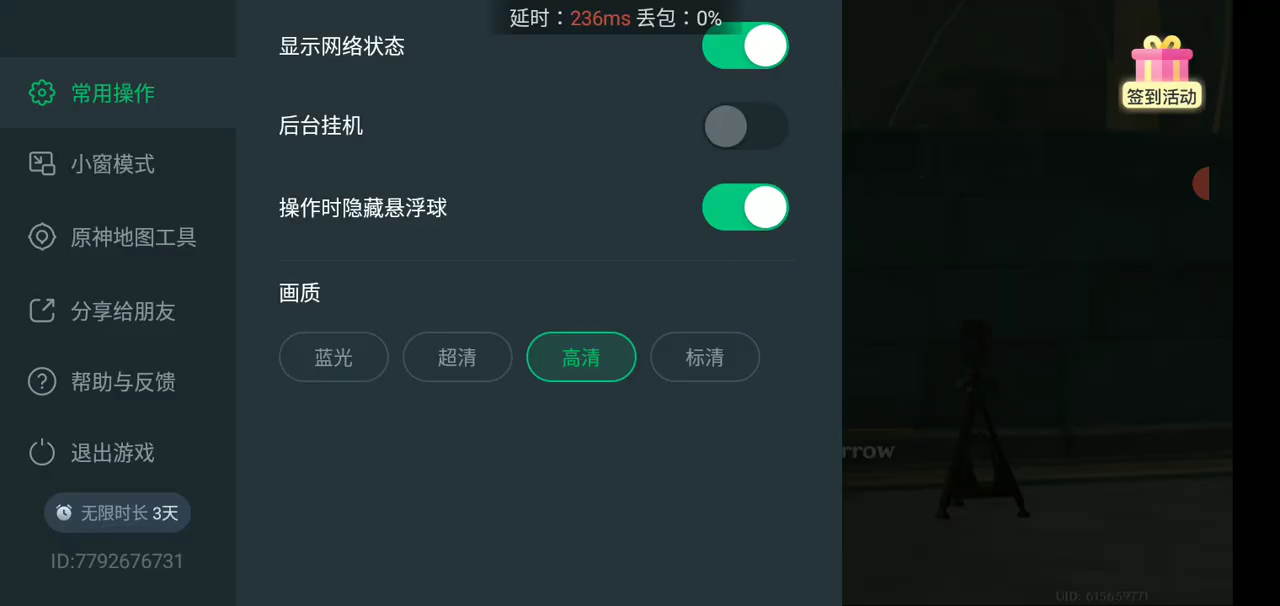 延时：236ms 丢包：0%
显示网络状态
签到活动
常用操作
后台挂机
小窗模式
操作时隐藏悬浮球
原神地图工具
画质
分享给朋友
蓝光
超清
高清
标清
帮助与反馈
退出游戏
rrow
无限时长 3天
ID:7792676731
UID: 615659771